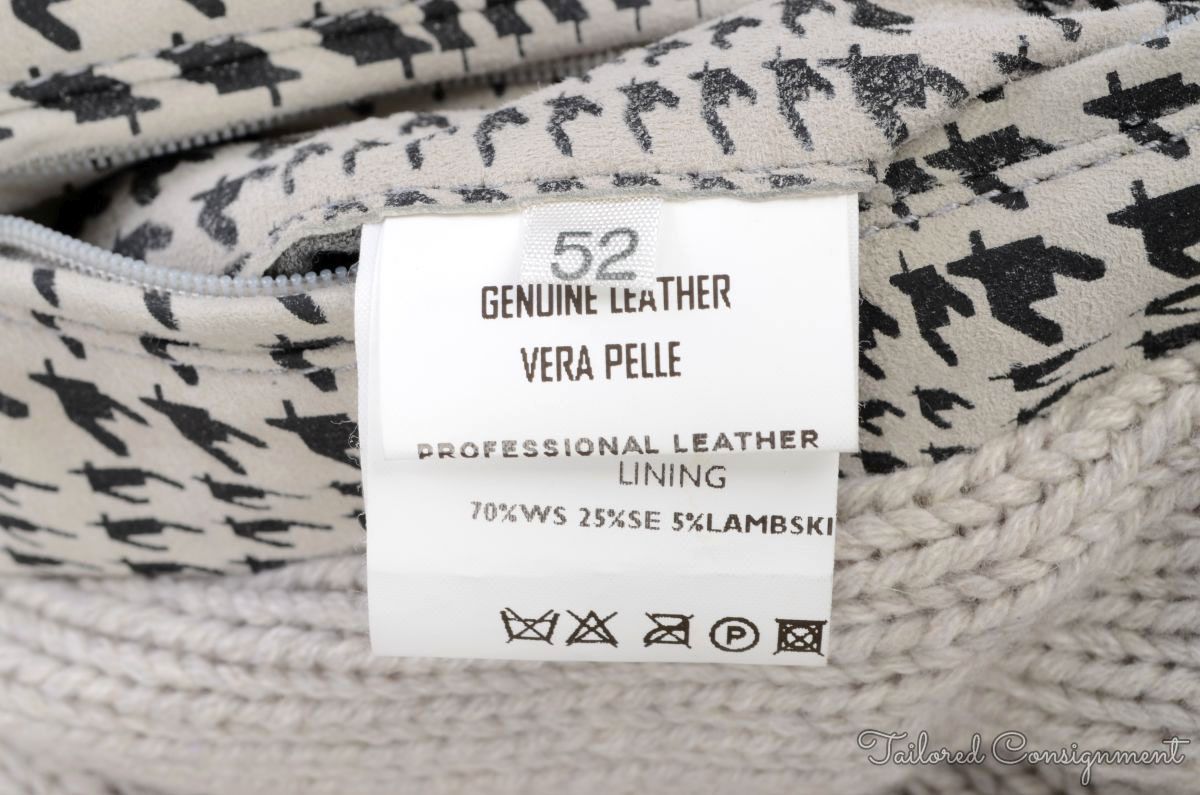 52
GENUINE LEATHER
VERA PELLE
PROFESSIONAL LEATHER
LINING
70%WS 25%SE 5%LAMBSKI
P
Tailored Consignment